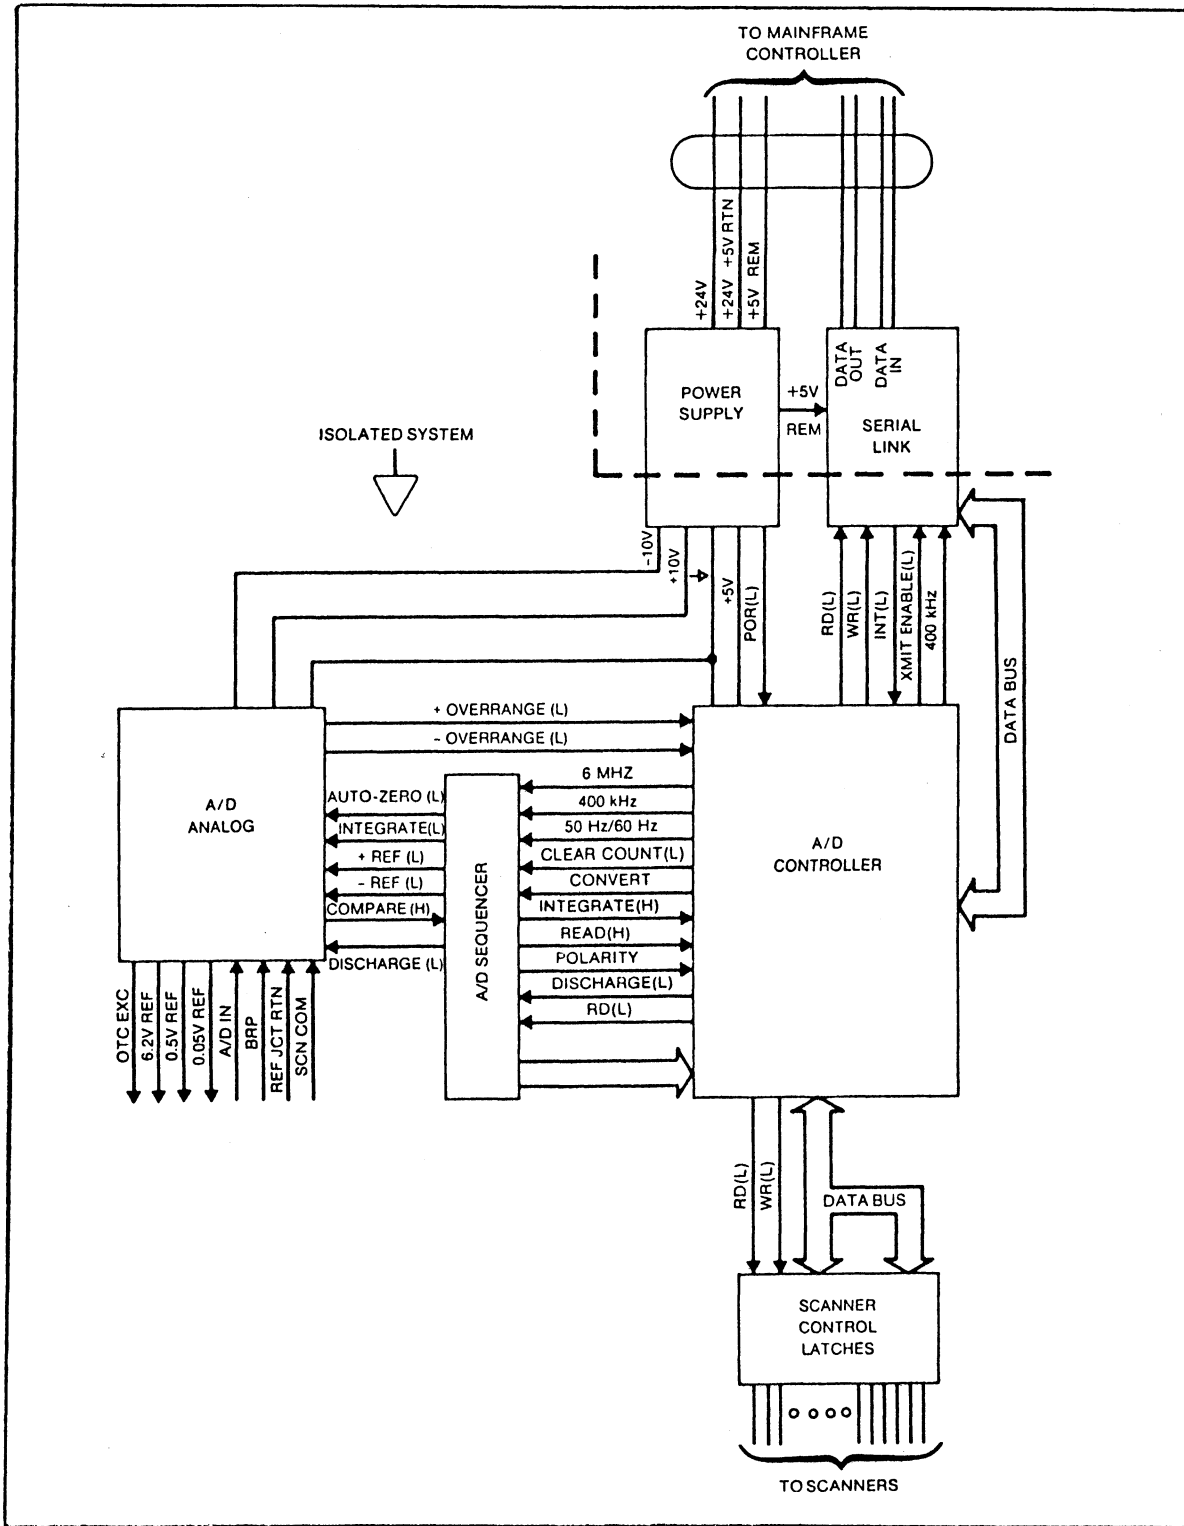 TO MAINFRAME
CONTROLLER
+24V
+24V +5V RTN
+5V REM
DATA
OUT
DATA
IN
POWER
SUPPLY
+5V
REM
SERIAL
LINK
ISOLATED SYSTEM
-10V
+10V
+5V
POR(L)
RD(L)
WR(L)
INT(L)
XMIT ENABLE(L)
400 kHz
DATA BUS
+ OVERRANGE (L)
- OVERRANGE (L)
A/D
ANALOG
AUTO-ZERO (L)
INTEGRATE(L)
+ REF (L)
- REF (L)
COMPARE (H)
DISCHARGE (L)
A/D SEQUENCER
6 MHZ
400 kHz
50 Hz/60 Hz
CLEAR COUNT(L)
CONVERT
INTEGRATE(H)
READ(H)
POLARITY
DISCHARGE(L)
RD(L)
A/D
CONTROLLER
OTC EXC
6.2V REF
0.5V REF
0.05V REF
A/D IN
BRP
REF JCT RTN
SCN COM
RD(L)
WR(L)
DATA BUS
SCANNER
CONTROL
LATCHES
TO SCANNERS